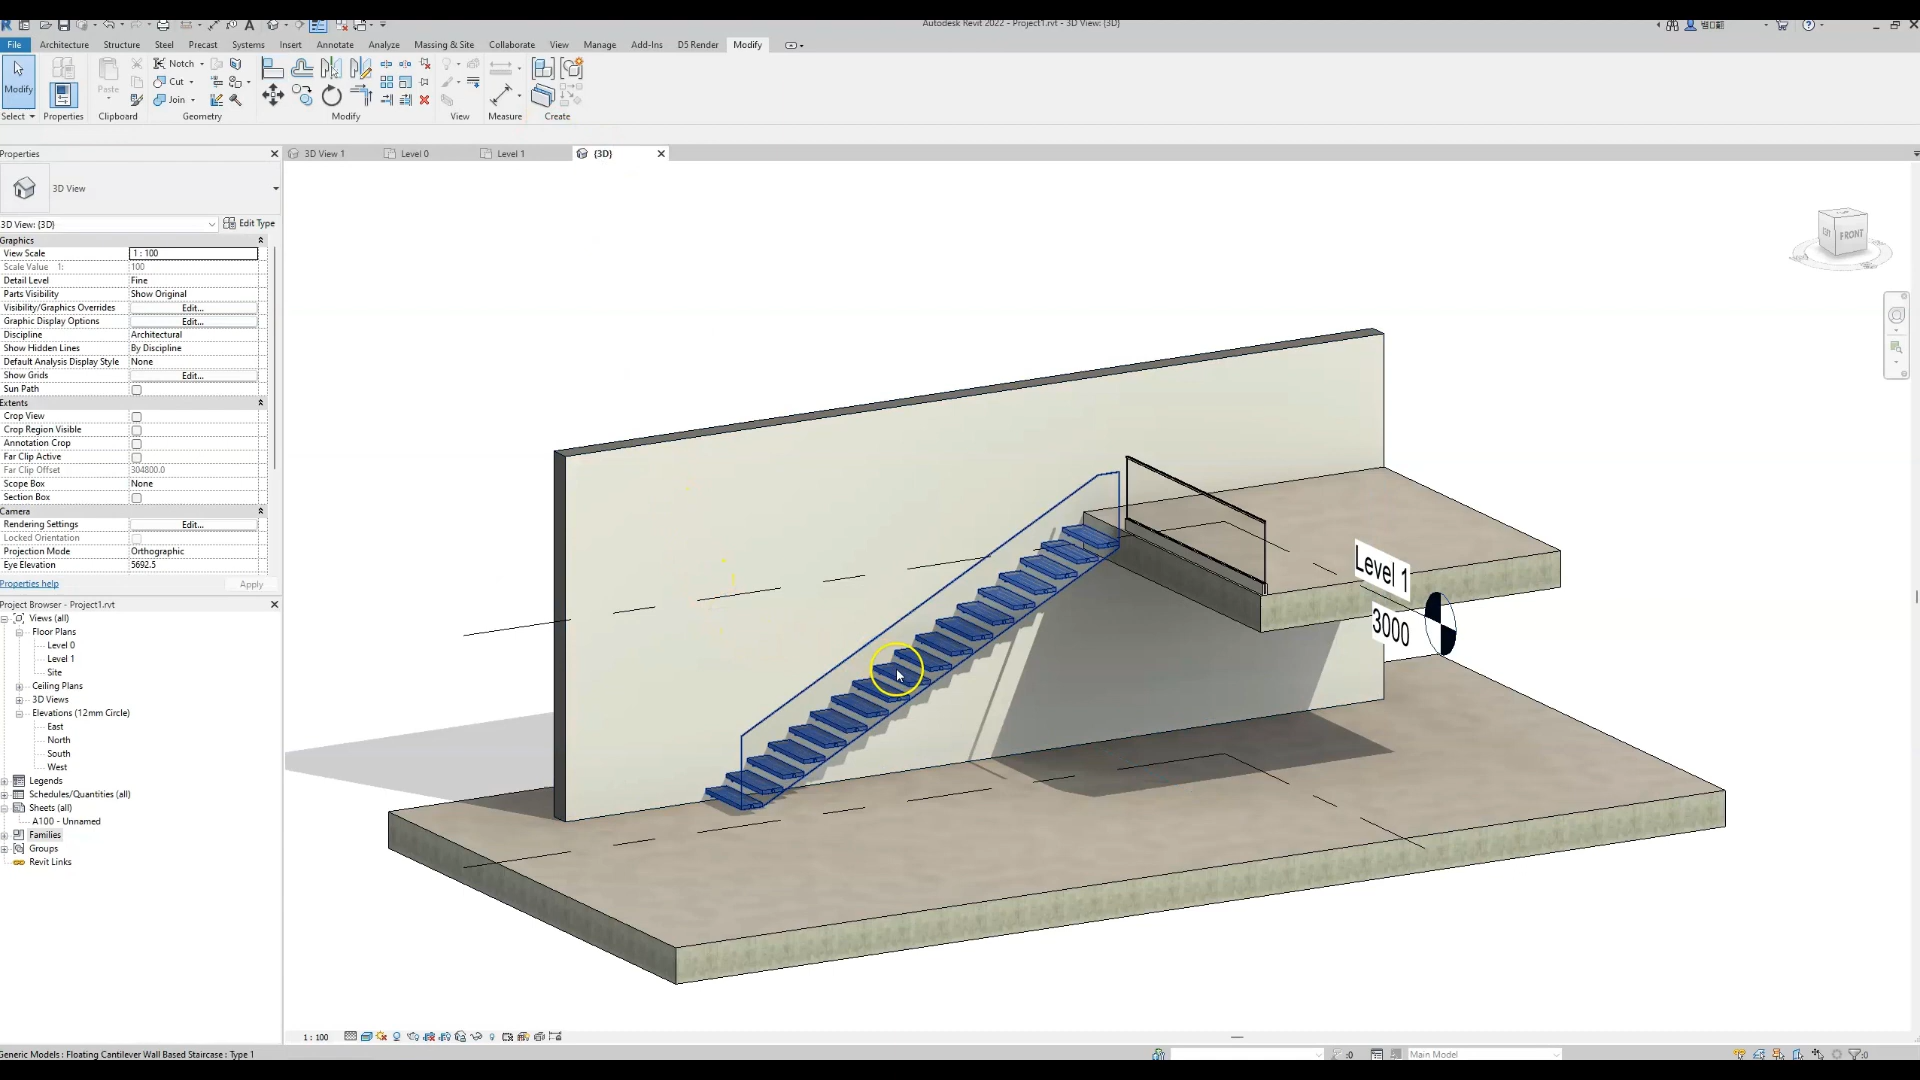 Autodesk Revit 2022 - Project1.rvt - 3D View: {3D}
File Architecture Structure Steel Precast Systems Insert Annotate Analyze Massing & Site Collaborate View Manage Add-Ins D5 Render Modify
Modify
Paste
Notch
Cut
Join
Select Properties Clipboard Geometry Modify View Measure Create
Properties
3D View 1
Level 0
Level 1
{3D}
3D View
3D View: {3D}
Edit Type
Graphics
View Scale 1 : 100
Scale Value 1: 100
Detail Level Fine
Parts Visibility Show Original
Visibility/Graphics Overrides Edit...
Graphic Display Options Edit...
Discipline Architectural
Show Hidden Lines By Discipline
Default Analysis Display Style None
Show Grids Edit...
Sun Path
Extents
Crop View
Crop Region Visible
Annotation Crop
Far Clip Active
Far Clip Offset 304800.0
Scope Box None
Section Box
Camera
Rendering Settings Edit...
Locked Orientation
Projection Mode Orthographic
Eye Elevation 5692.5
Properties help
Apply
Project Browser - Project1.rvt
Views (all)
Floor Plans
Level 0
Level 1
Site
Ceiling Plans
3D Views
Elevations (12mm Circle)
East
North
South
West
Legends
Schedules/Quantities (all)
Sheets (all)
A100 - Unnamed
Families
Groups
Revit Links
FRONT
Level 1
3000
1 : 100
Generic Models : Floating Cantilever Wall Based Staircase : Type 1
:0
Main Model
:0